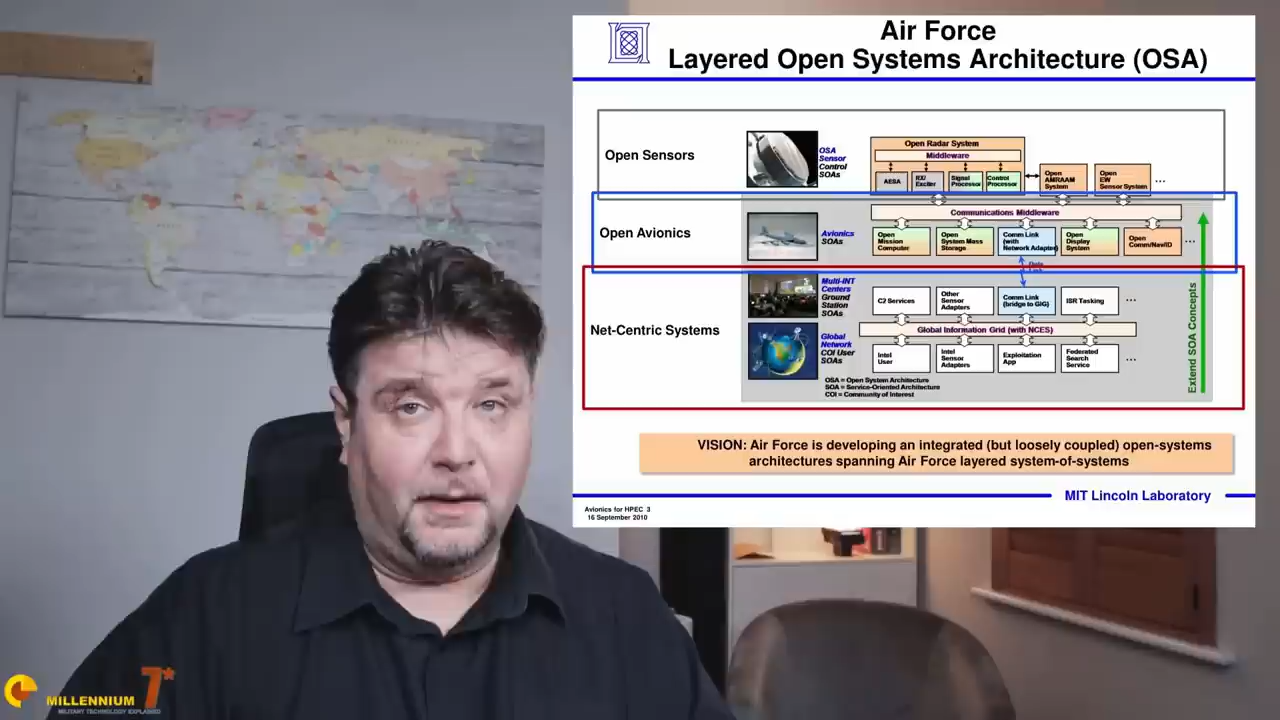 Air Force
Layered Open Systems Architecture (OSA)
Open Sensors
OSA
Sensor
Control
SOAs
Open Radar System
Middleware
AESA
RX/
Exciter
Signal
Processor
Control
Processor
Open
AMRAAM
System
Open
EW
Sensor System
...
Open Avionics
Avionics
SOAs
Communications Middleware
Open
Mission
Computer
Open
System Mass
Storage
Comm Link
(with
Network Adapter)
Open
Display
System
Open
Comm/Nav/ID
...
Data
Link
Net-Centric Systems
Multi-INT
Centers
Ground
Station
SOAs
C2 Services
Other
Sensor
Adapters
Comm Link
(bridge to GIG)
ISR Tasking
...
Global
Network
COI User
SOAs
Global Information Grid (with NCES)
Intel
User
Intel
Sensor
Adapters
Exploitation
App
Federated
Search
Service
...
OSA = Open System Architecture
SOA = Service-Oriented Architecture
COI = Community of Interest
Extend SOA Concepts
VISION: Air Force is developing an integrated (but loosely coupled) open-systems
architectures spanning Air Force layered system-of-systems
MIT Lincoln Laboratory
Avionics for HPEC 3
16 September 2010
MILLENNIUM 7*
MILITARY TECHNOLOGY EXPLAINED